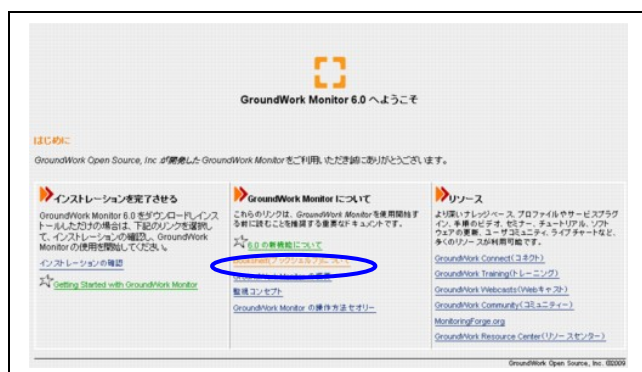 GroundWork Monitor 6.0 へようこそ
はじめに
GroundWork Open Source, Inc が開発した GroundWork Monitor をご利用いただき誠にありがとうございます。
インストレーションを完了させる
GroundWork Monitor 6.0 をダウンロードしインス
トールしただけの場合は、下記のリンクを選択し
て、インストレーションの確認し、GroundWork
Monitor の使用を開始してください。
インストレーションの確認
Getting Started with GroundWork Monitor
GroundWork Monitor について
これらのリンクは、GroundWork Monitor を使用開始す
る前に読むことを推奨する重要なドキュメントです。
6.0 の新機能について
GroundWork Monitor の概要
監視コンセプト
GroundWork Monitor の操作方法セオリー
リソース
より深いナレッジベース、プロファイルやサービスプラグ
イン、手順のビデオ、セミナー、チュートリアル、ソフト
ウェアの更新、ユーザコミュニティ、ライブチャートなど、
多くのリソースが利用可能です。
GroundWork Connect(コネクト)
GroundWork Training(トレーニング)
GroundWork Webcasts(Webキャスト)
GroundWork Community(コミュニティー)
MonitoringForge.org
GroundWork Resource Center(リソースセンター)
GroundWork Open Source, Inc. ©2009